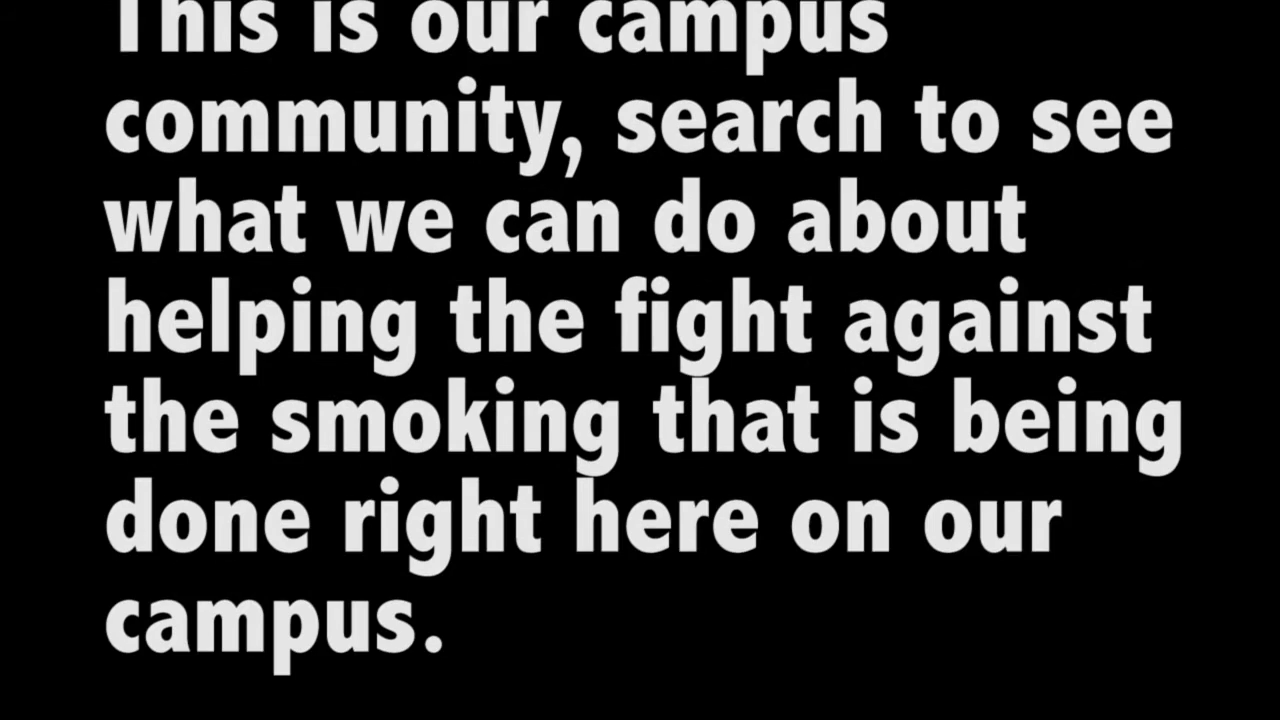 This is our campus
community, search to see
what we can do about
helping the fight against
the smoking that is being
done right here on our
campus.